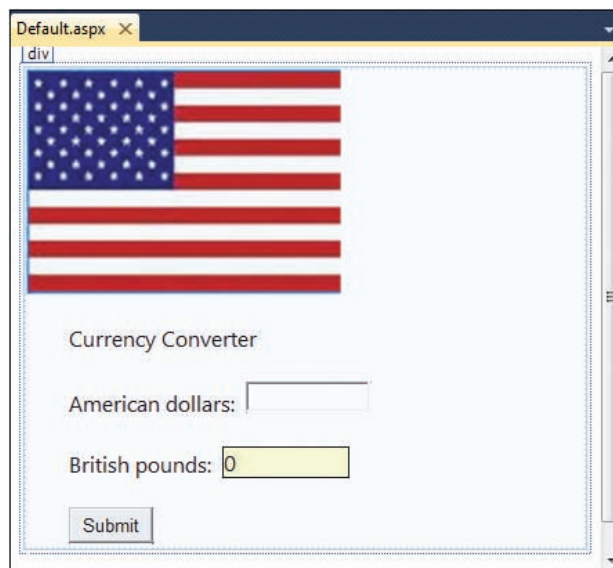 Default.aspx
div
Currency Converter
American dollars:
British pounds: 0
Submit